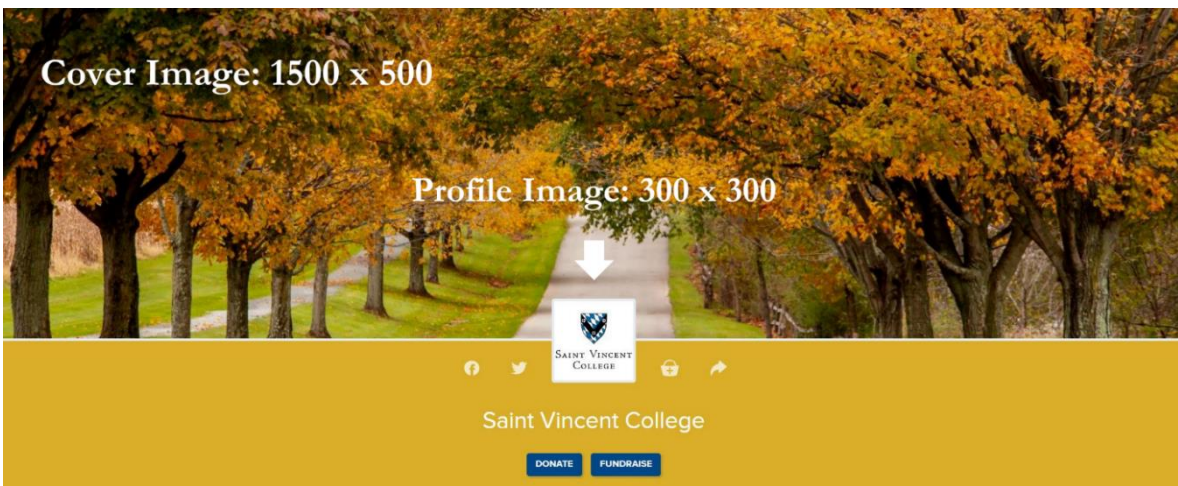 Cover Image: 1500 x 500
Profile Image: 300 x 300
SAINT VINCENT
COLLEGE
Saint Vincent College
DONATE
FUNDRAISE